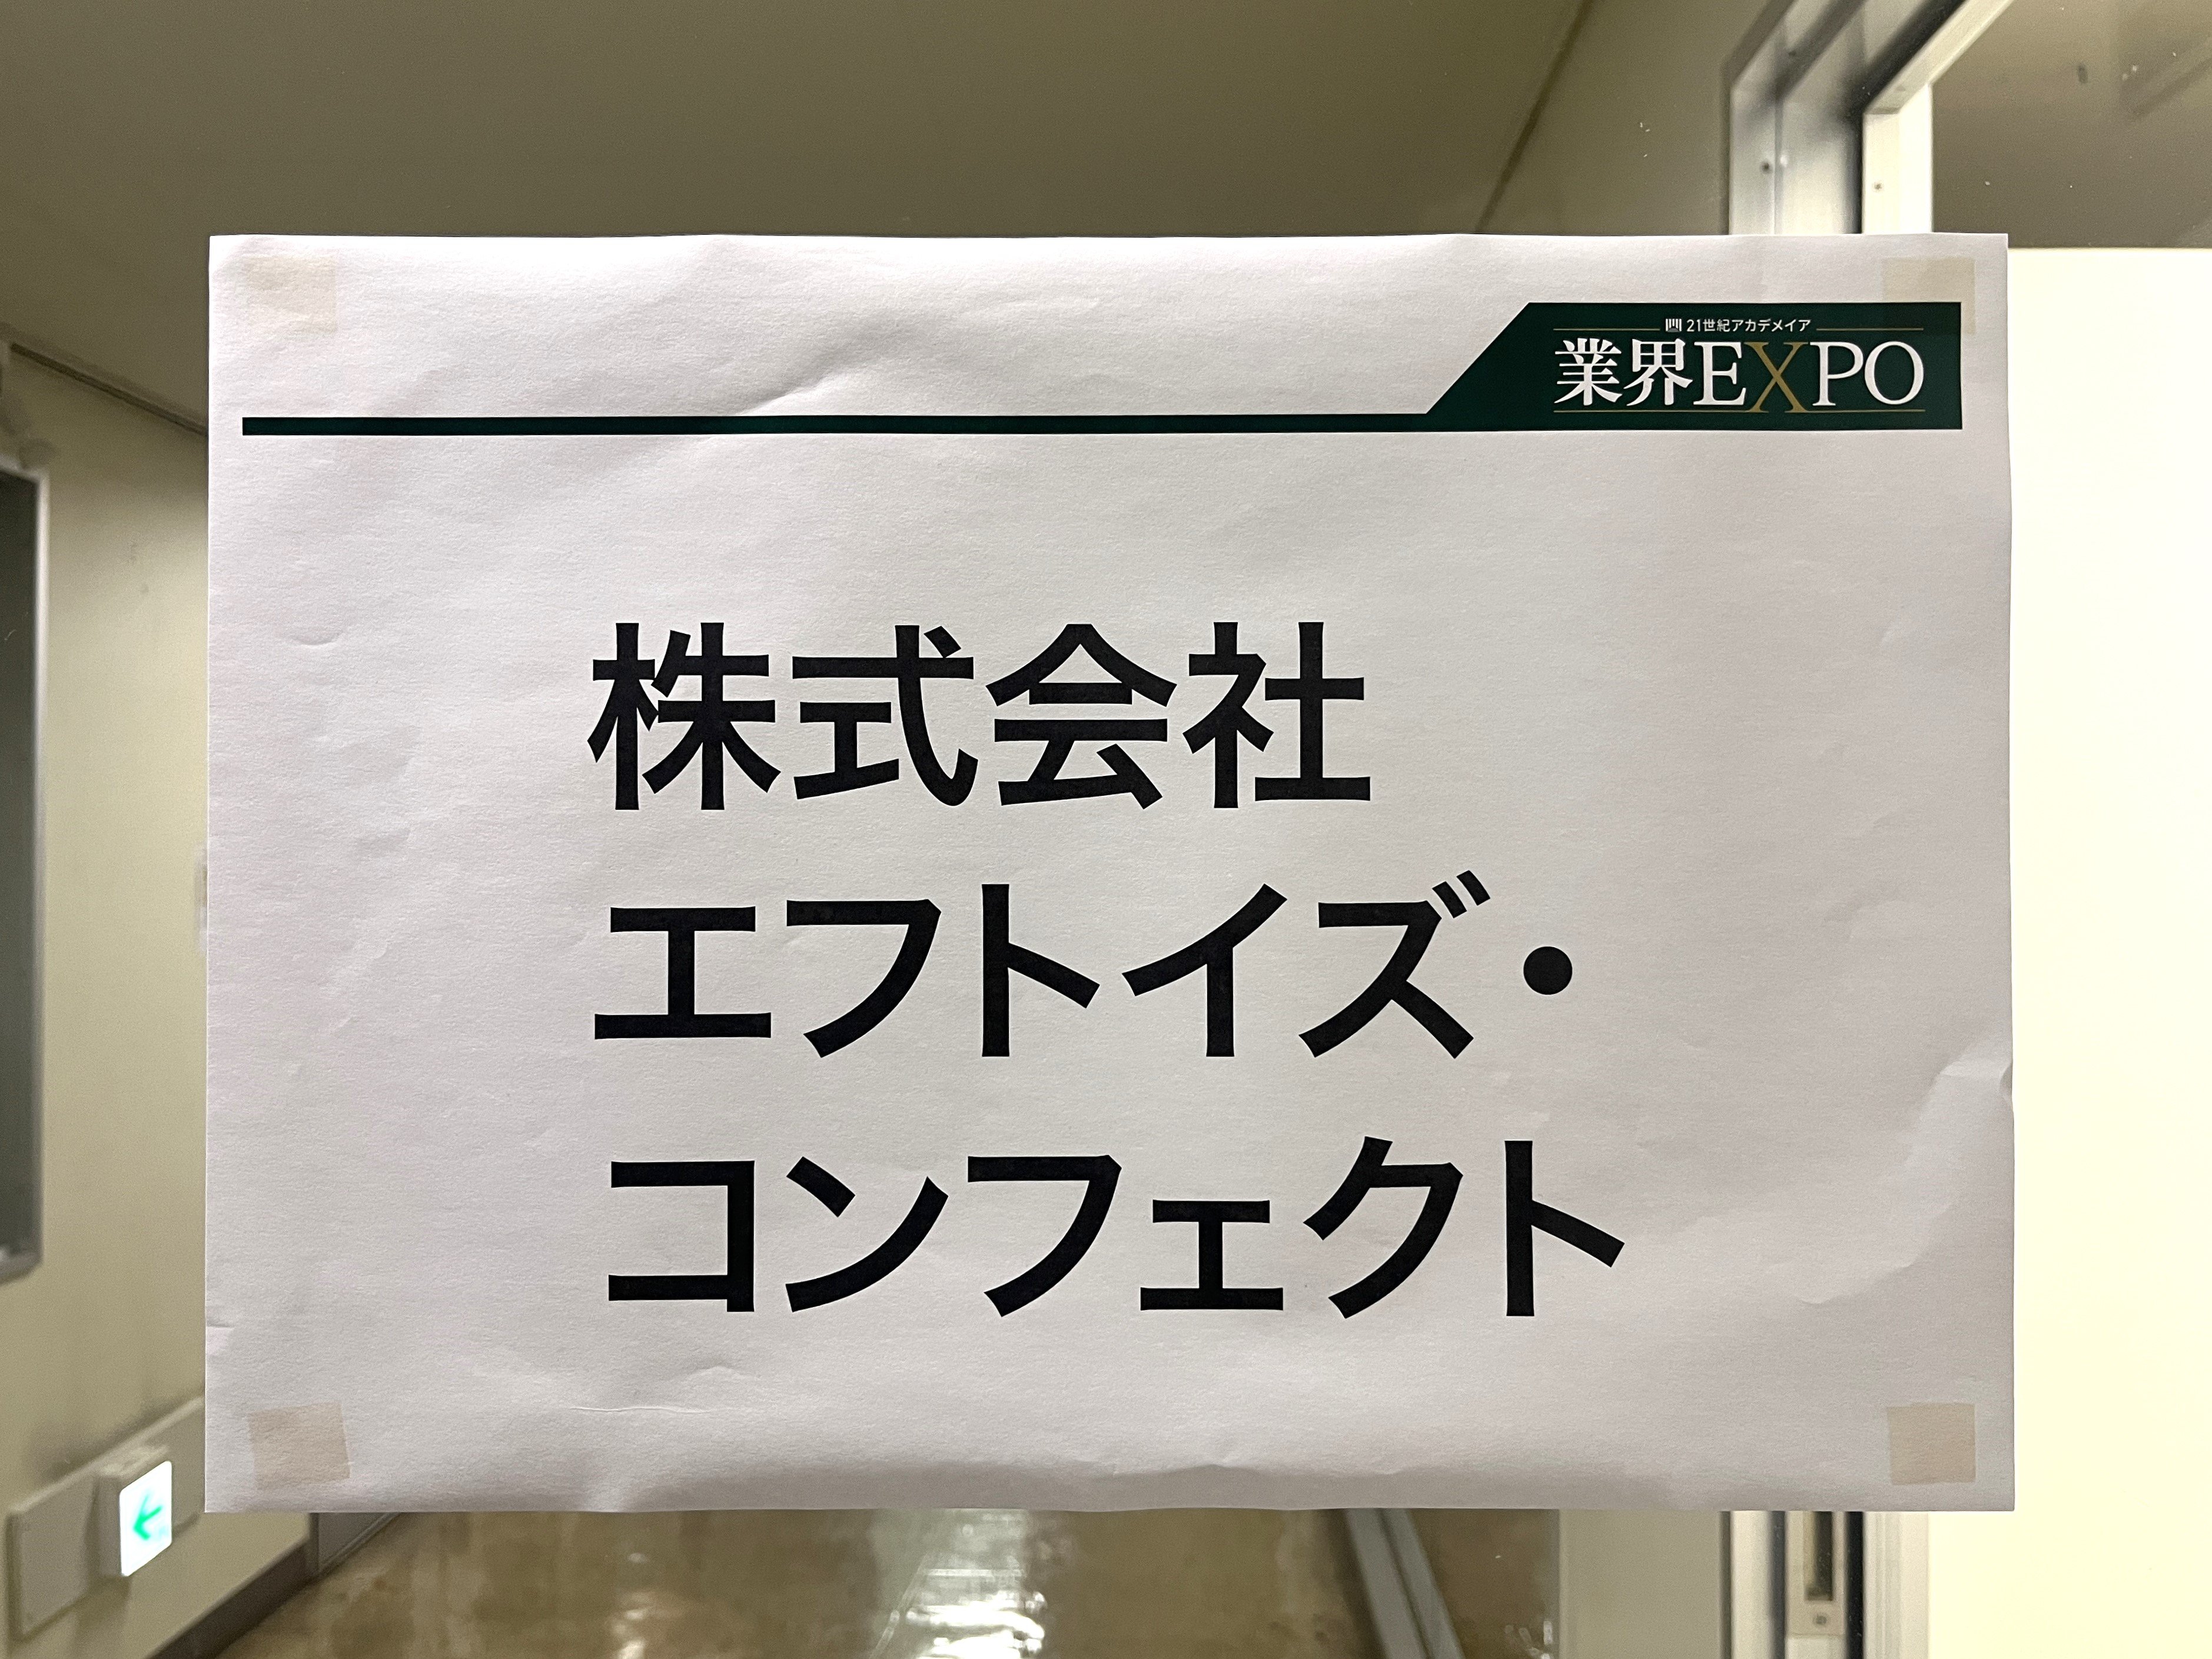 21世紀アカデメイア
業界EXPO
株式会社
エフトイズ・
コンフェクト